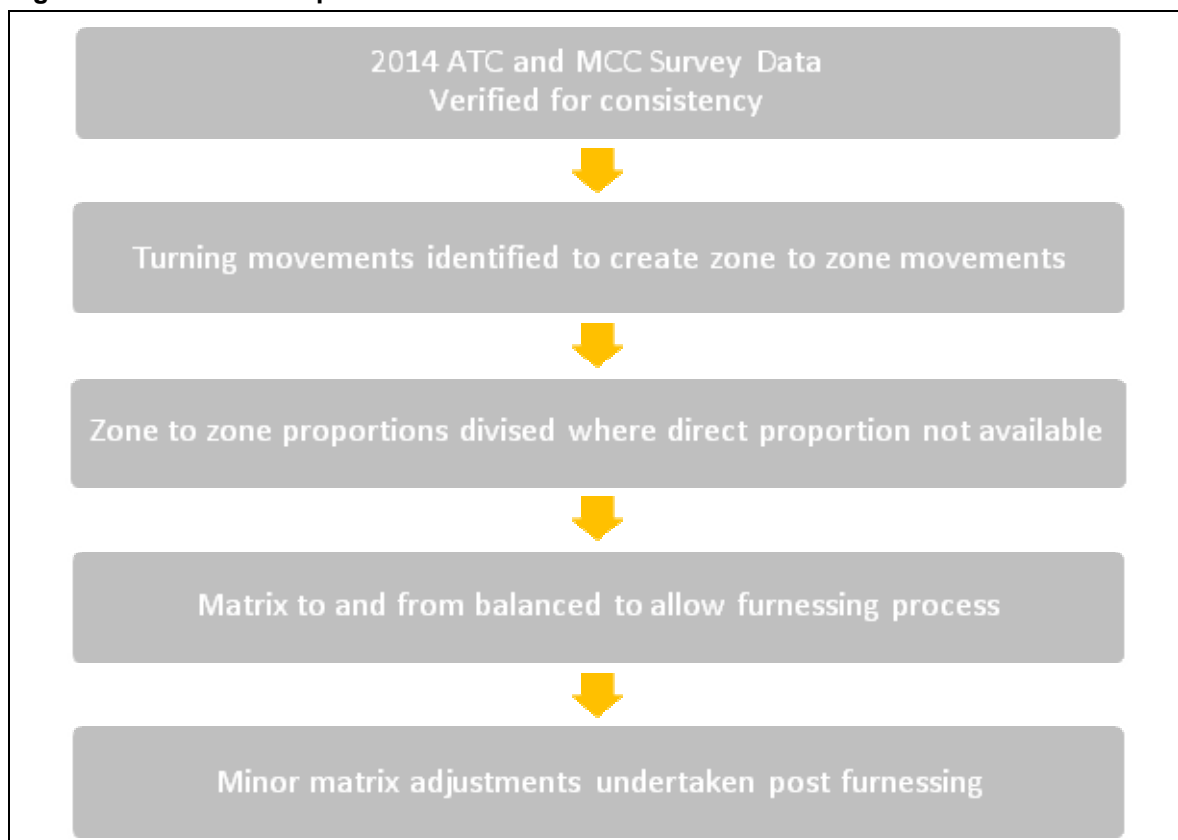 2014 ATC and MCC Survey Data
Verified for consistency
Turning movements identified to create zone to zone movements
Zone to zone proportions divised where direct proportion not available
Matrix to and from balanced to allow furnessing process
Minor matrix adjustments undertaken post furnessing